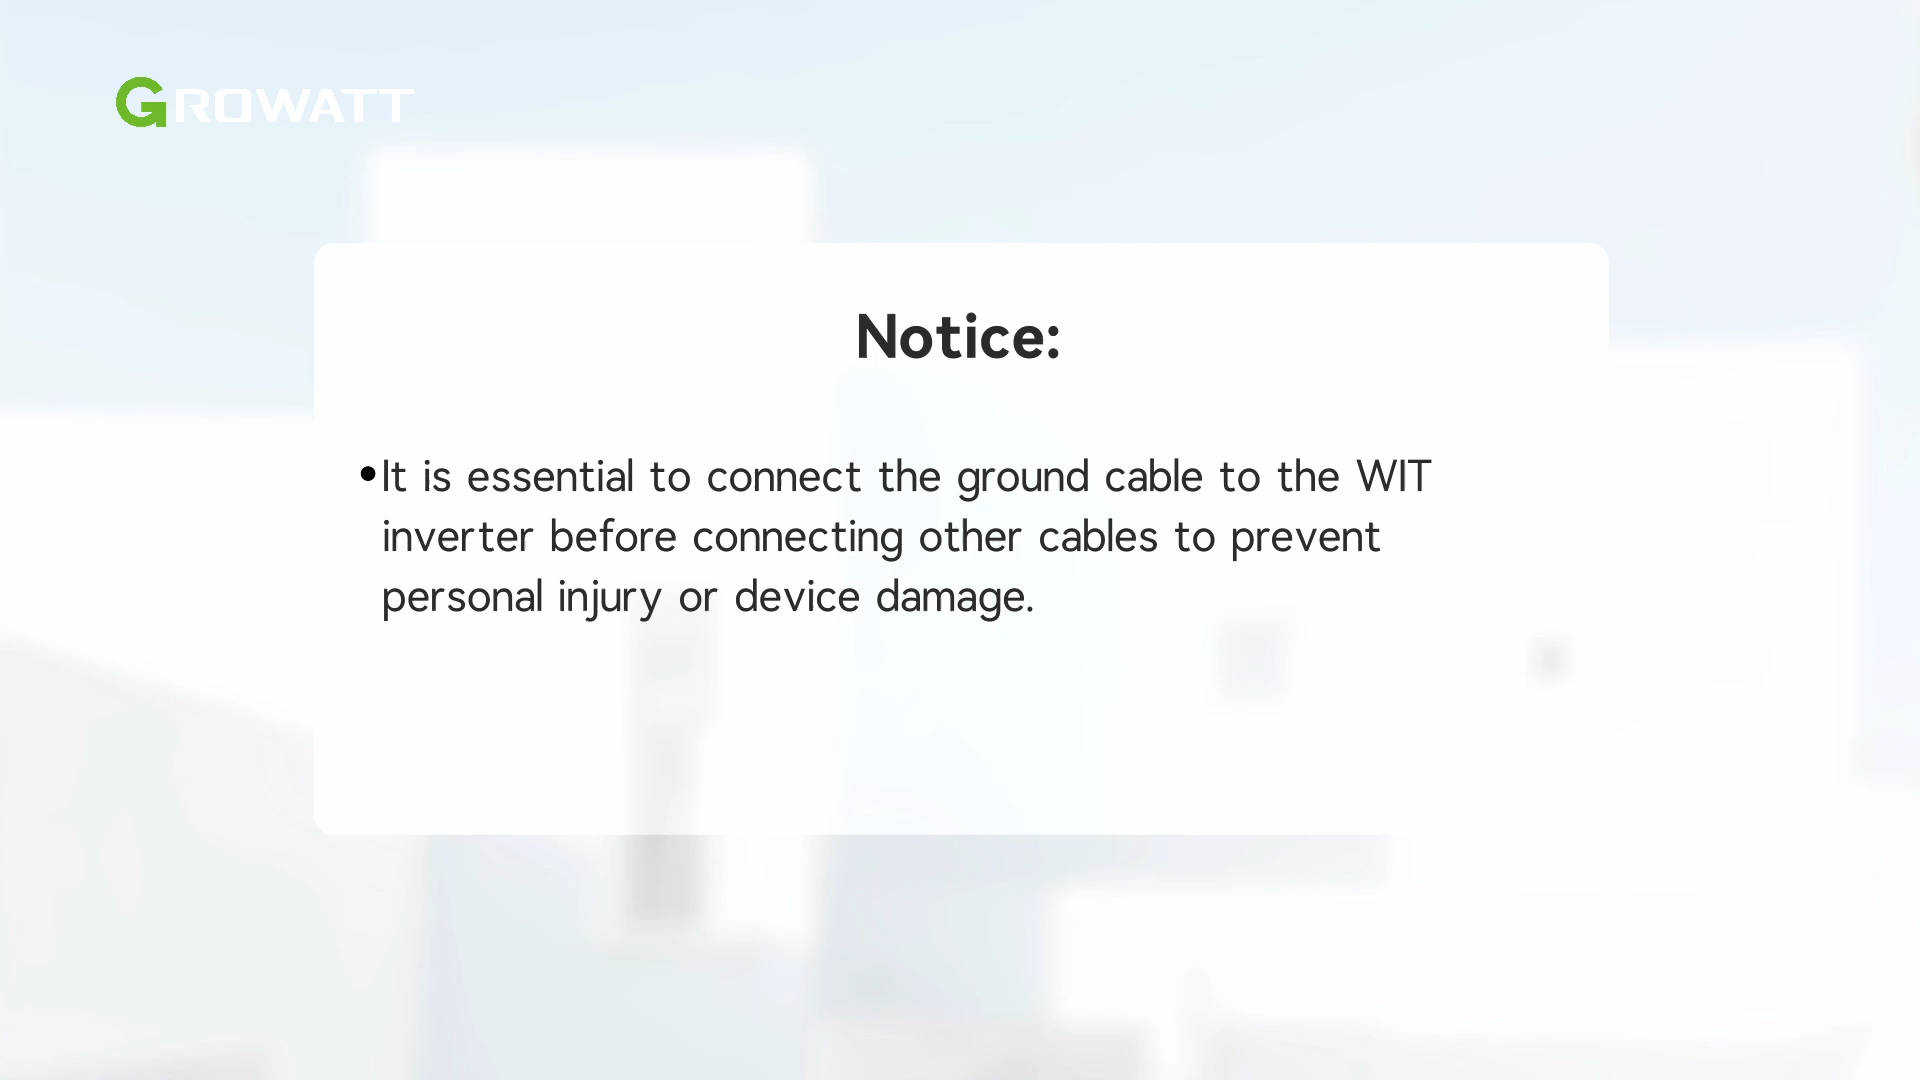 GROWATT
Notice:
•It is essential to connect the ground cable to the WIT
inverter before connecting other cables to prevent
personal injury or device damage.